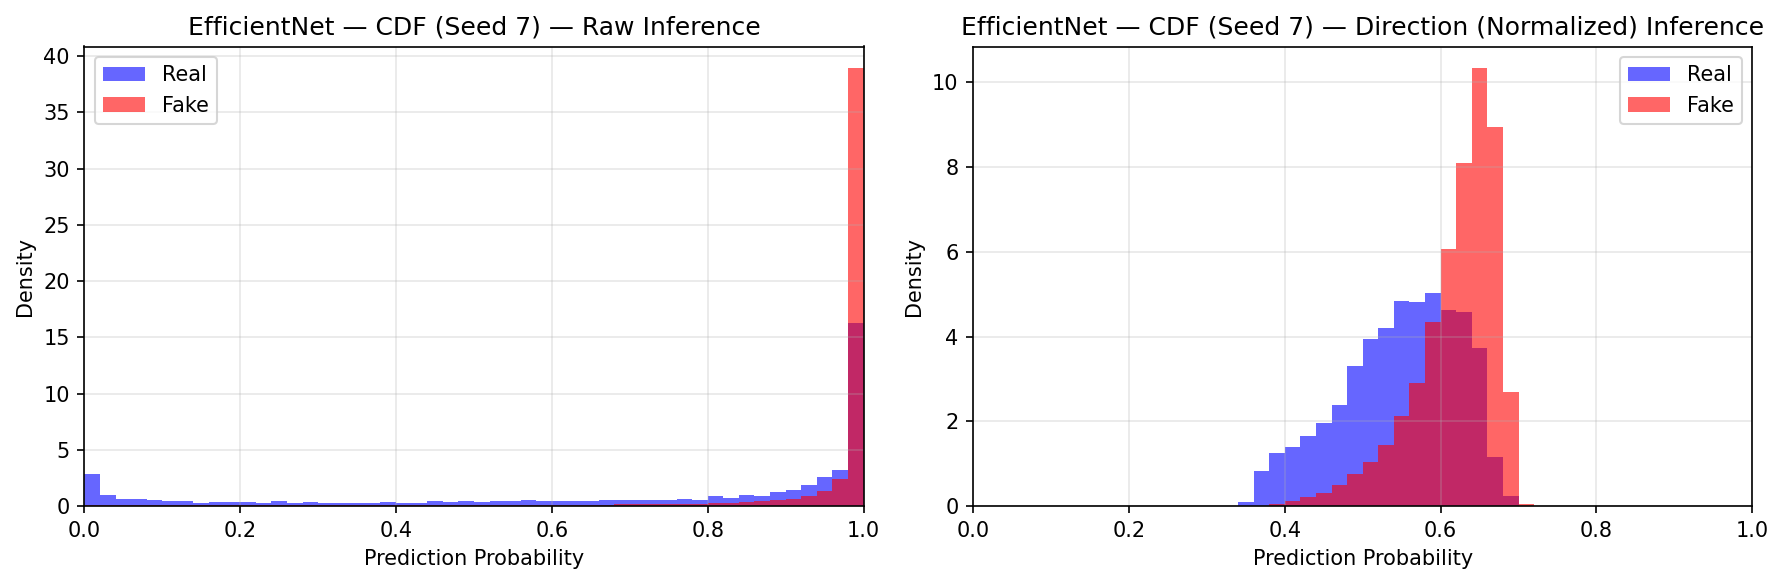 EfficientNet — CDF (Seed 7) — Raw Inference
40
35
30
25
20
15
10
5
0
Density
Real
Fake
0.0 0.2 0.4 0.6 0.8 1.0
Prediction Probability
EfficientNet — CDF (Seed 7) — Direction (Normalized) Inference
10
8
6
4
2
0
Density
Real
Fake
0.0 0.2 0.4 0.6 0.8 1.0
Prediction Probability